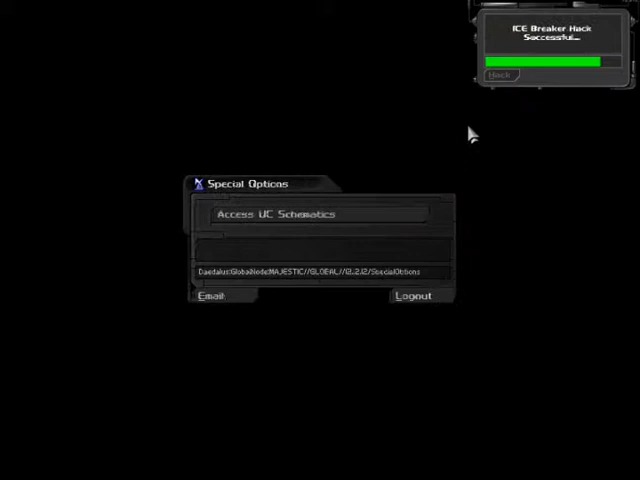 ICE Breaker Hack
Successful...
Hack
Special Options
Access UC Schematics
Daedalus:GlobalNode:MAJESTIC//GLOBAL//12.2.12/SpecialOptions
Email
Logout